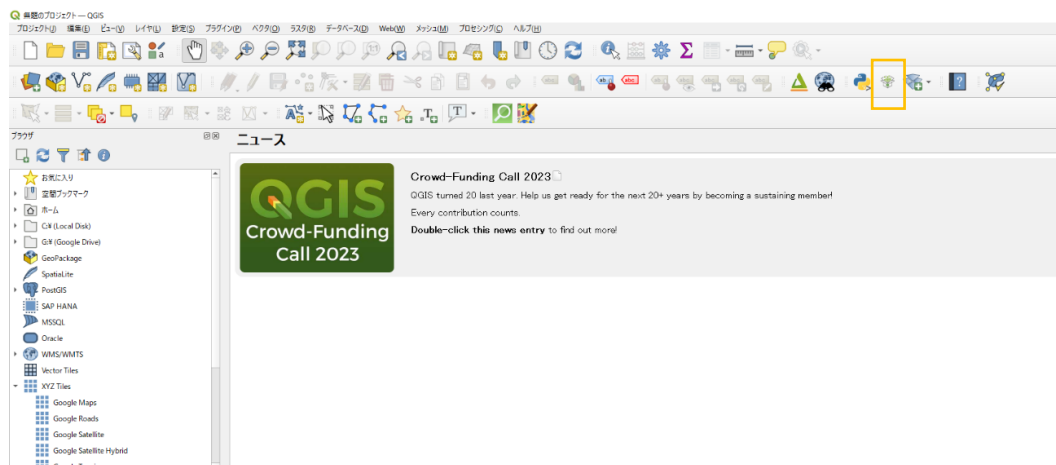 無題のプロジェクト — QGIS
プロジェクト(J) 編集(E) ビュー(V) レイヤ(L) 設定(S) プラグイン(P) ベクタ(O) ラスタ(R) データベース(D) Web(W) メッシュ(M) プロセシング(C) ヘルプ(H)
ブラウザ
お気に入り
空間ブックマーク
ホーム
C:¥ (Local Disk)
G:¥ (Google Drive)
GeoPackage
SpatiaLite
PostGIS
SAP HANA
MSSQL
Oracle
WMS/WMTS
Vector Tiles
XYZ Tiles
Google Maps
Google Roads
Google Satellite
Google Satellite Hybrid
ニュース
QGIS
Crowd-Funding
Call 2023
Crowd-Funding Call 2023
QGIS turned 20 last year. Help us get ready for the next 20+ years by becoming a sustaining member!
Every contribution counts.
Double-click this news entry to find out more!